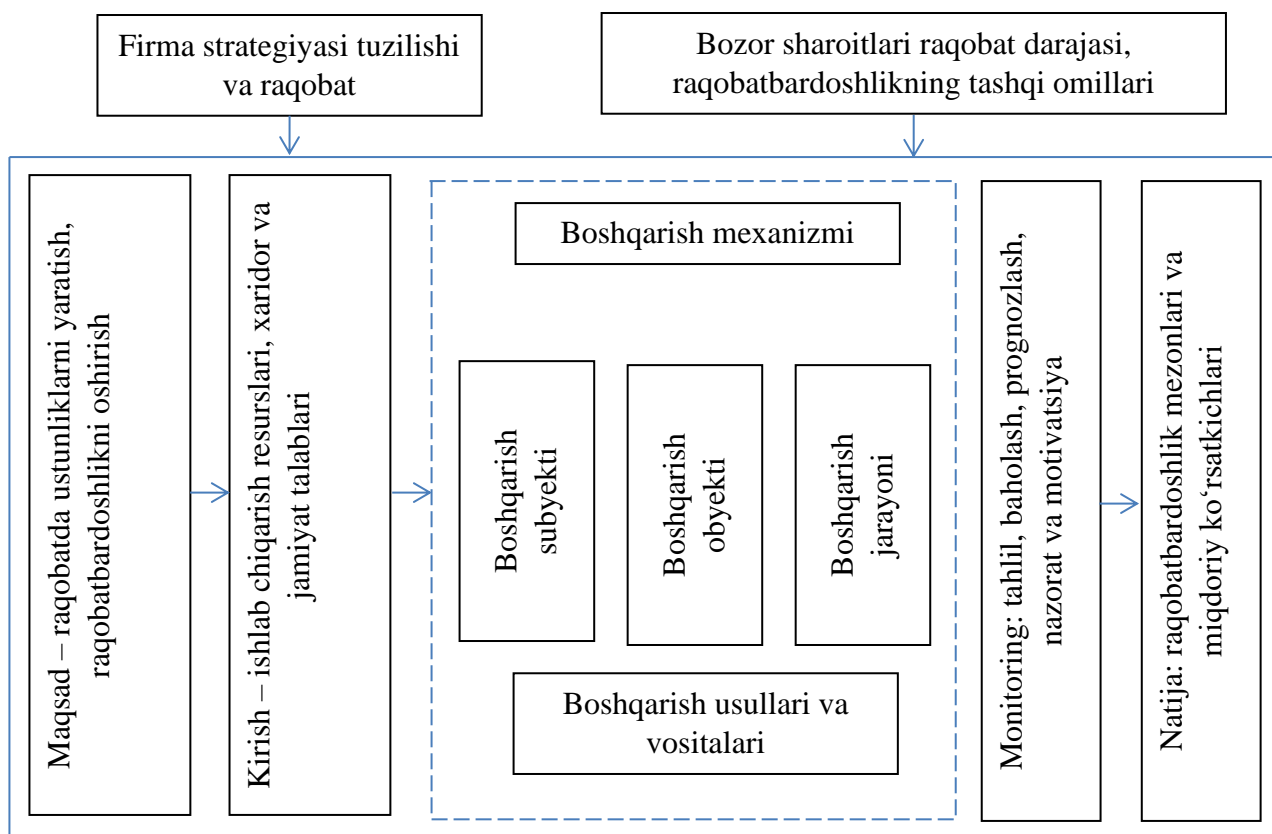 Firma strategiyasi tuzilishi
va raqobat
Bozor sharoitlari raqobat darajasi,
raqobatbardoshlikning tashqi omillari
Maqsad – raqobatda ustunliklarni yaratish,
raqobatbardoshlikni oshirish
Kirish – ishlab chiqarish resurslari, xaridor va
jamiyat talablari
Boshqarish mexanizmi
Boshqarish
subyekti
Boshqarish
obyekti
Boshqarish
jarayoni
Boshqarish usullari va
vositalari
Monitoring: tahlil, baholash, prognozlash,
nazorat va motivatsiya
Natija: raqobatbardoshlik mezonlari va
miqdoriy ko‘rsatkichlari